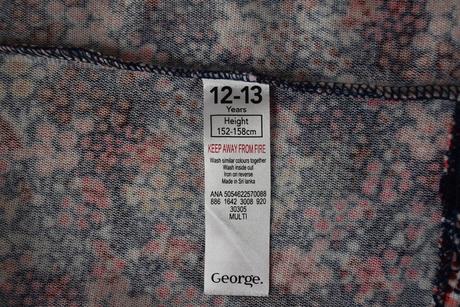 12-13
Years
Height
152-158cm
KEEP AWAY FROM FIRE
Wash similar colours together
Wash inside out
Iron on reverse
Made in Sri lanka
ANA 5054622570088
886 1642 3008 920
30305
MULTI
George.